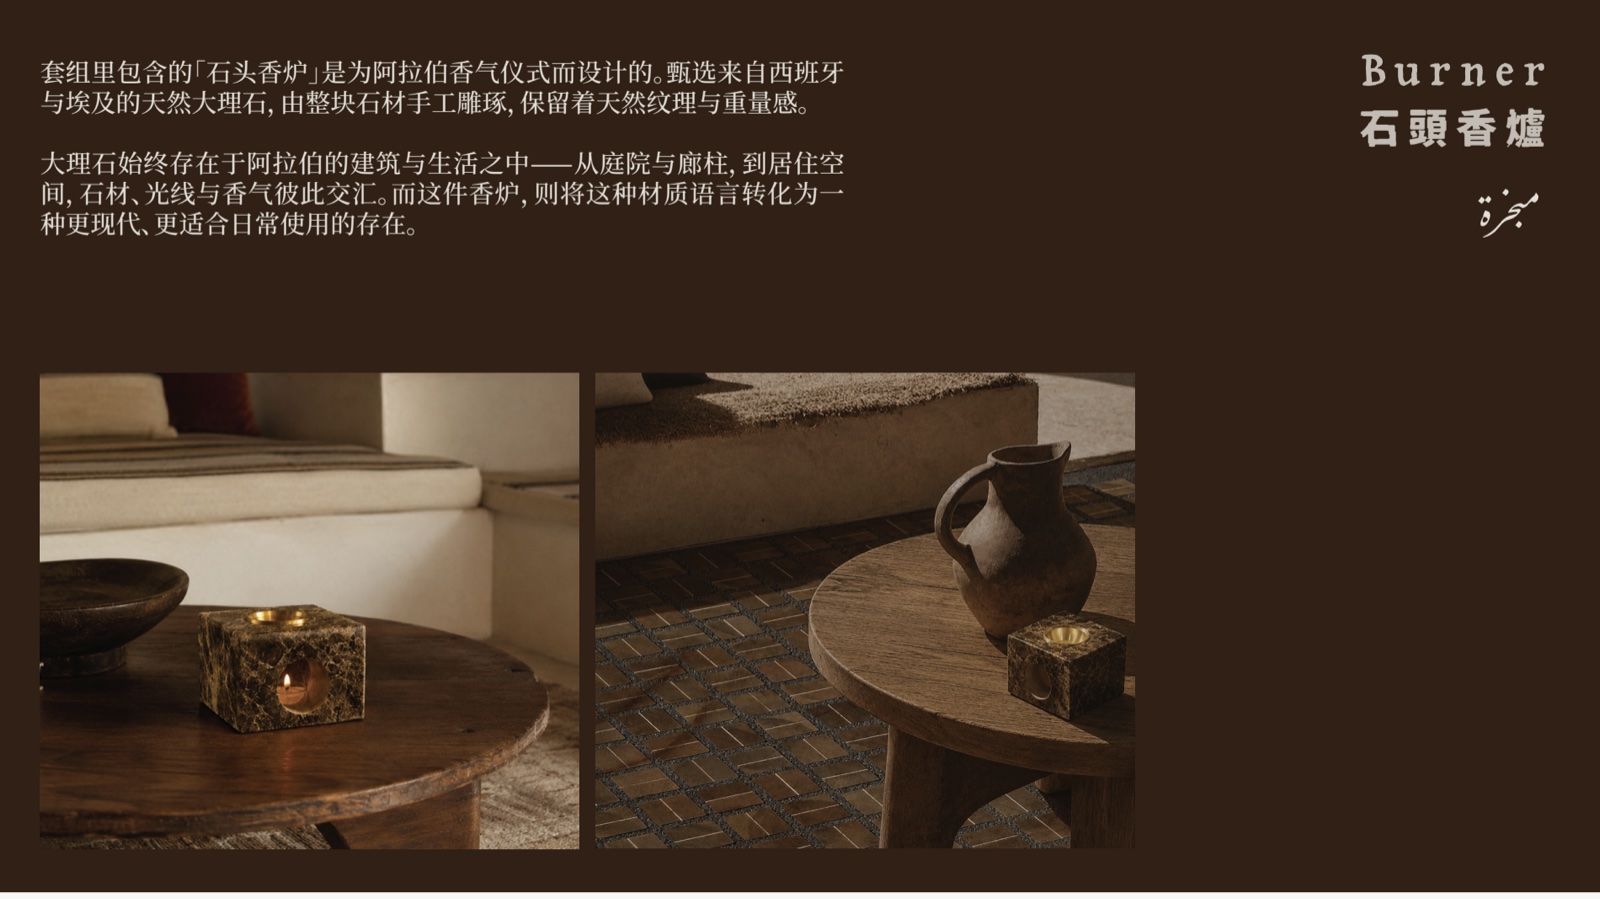 套组里包含的「石头香炉」是为阿拉伯香气仪式而设计的。甄选来自西班牙
与埃及的天然大理石, 由整块石材手工雕琢, 保留着天然纹理与重量感。
大理石始终存在于阿拉伯的建筑与生活之中——从庭院与廊柱, 到居住空
间, 石材、光线与香气彼此交汇。而这件香炉, 则将这种材质语言转化为一
种更现代、更适合日常使用的存在。
Burner
石頭香爐
مبخرة